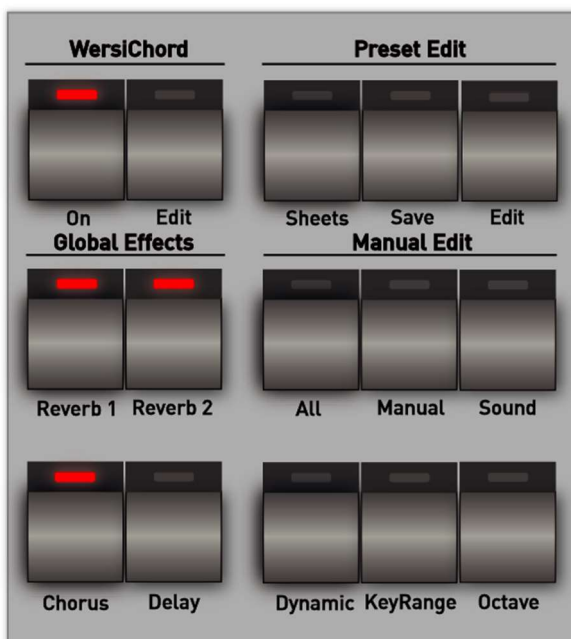 WersiChord Preset Edit
On Edit Sheets Save Edit
Global Effects Manual Edit
Reverb 1 Reverb 2 All Manual Sound
Chorus Delay Dynamic KeyRange Octave